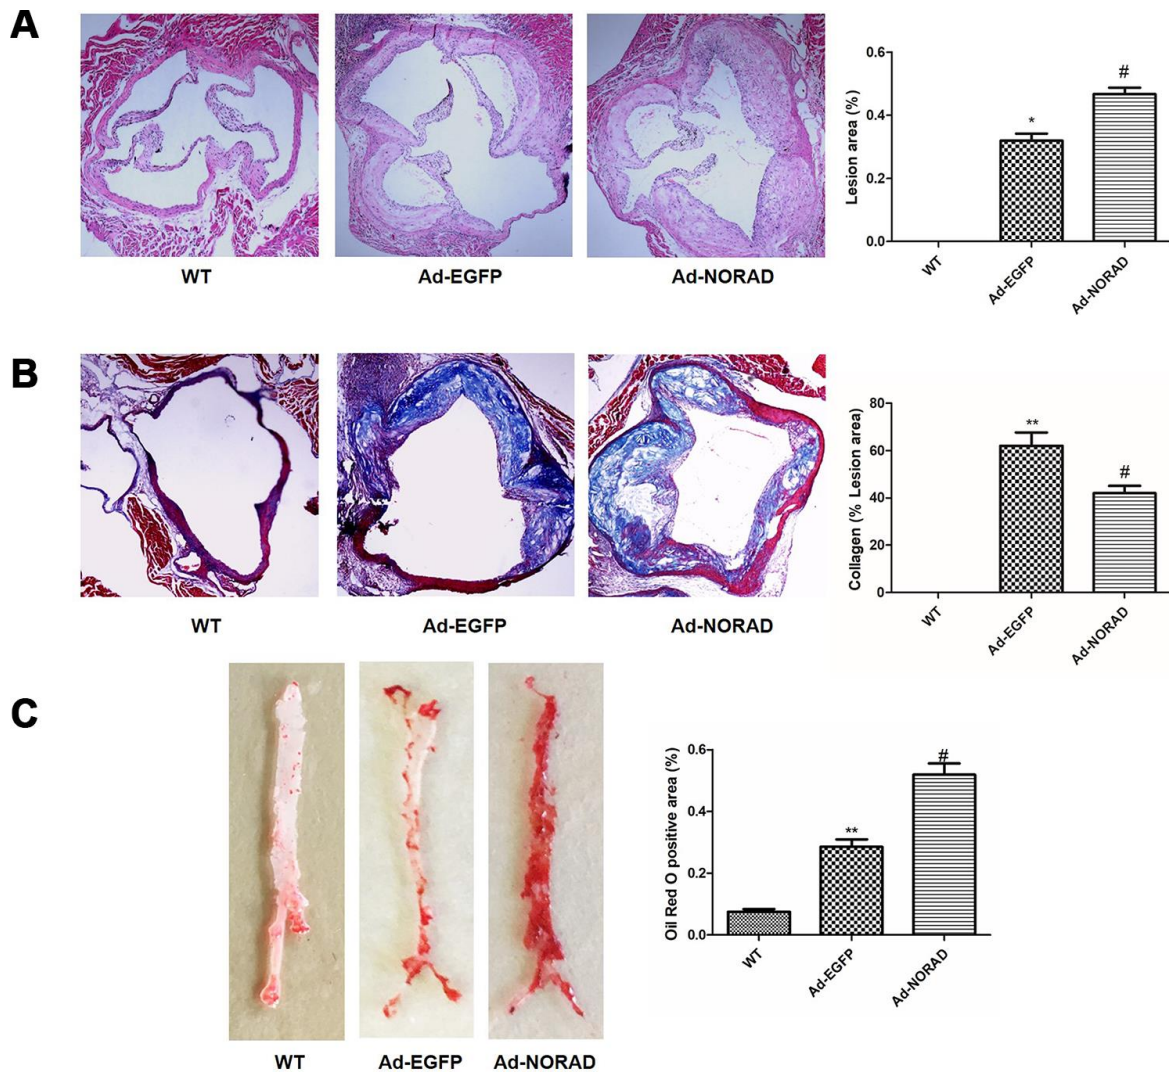 A
WT
Ad-EGFP
Ad-NORAD
Lesion area (%)
0.6
0.4
0.2
0.0
*
#
WT
Ad-EGFP
Ad-NORAD
B
WT
Ad-EGFP
Ad-NORAD
Collagen (% Lesion area)
80
60
40
20
0
**
#
WT
Ad-EGFP
Ad-NORAD
C
WT
Ad-EGFP
Ad-NORAD
Oil Red O positive area (%)
0.6
0.4
0.2
0.0
**
#
WT
Ad-EGFP
Ad-NORAD